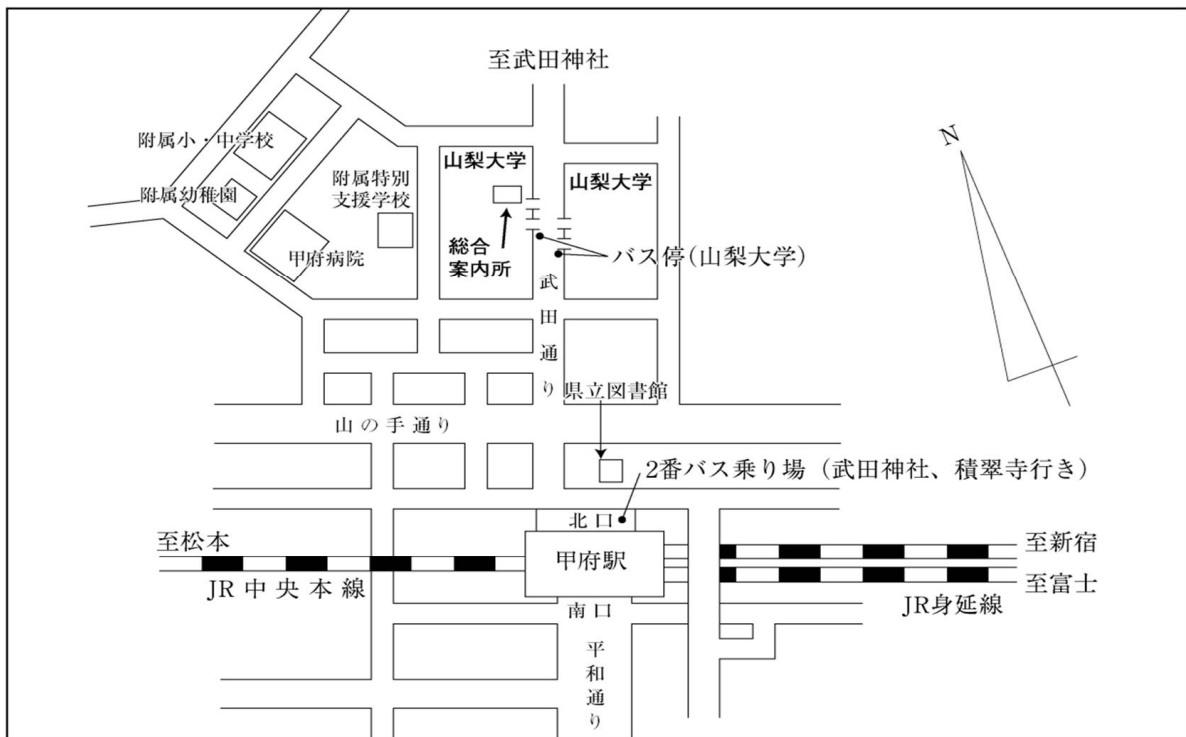 至武田神社
附属小・中学校
山梨大学
山梨大学
附属特別
支援学校
附属幼稚園
甲府病院
総合
案内所
バス停(山梨大学)
武田通り
県立図書館
山の手通り
2番バス乗り場（武田神社、積翠寺行き）
北口
至松本
甲府駅
至新宿
JR中央本線
至富士
南口
JR身延線
平和通り
N